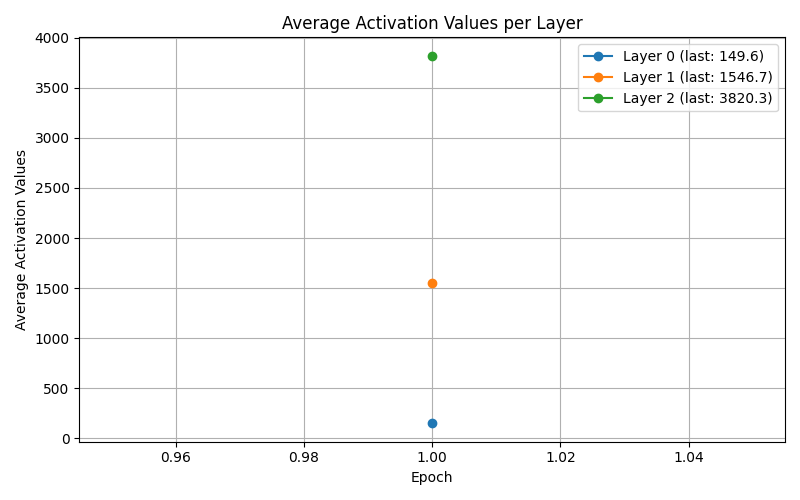 Average Activation Values per Layer
Average Activation Values
4000
3500
3000
2500
2000
1500
1000
500
0
Layer 0 (last: 149.6)
Layer 1 (last: 1546.7)
Layer 2 (last: 3820.3)
0.96
0.98
1.00
1.02
1.04
Epoch